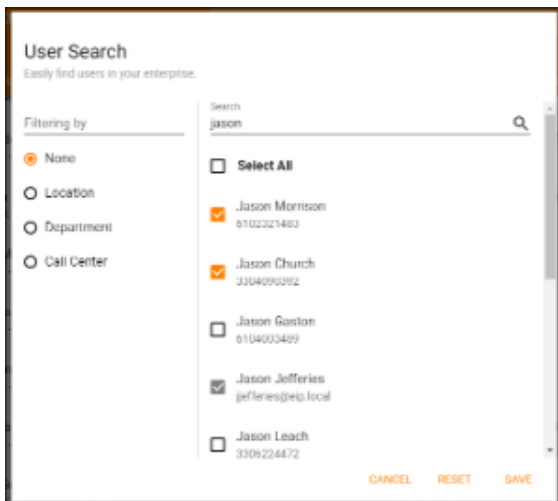 User Search
Easily find users in your enterprise.
Filtering by
None
Location
Department
Call Center
Search
jason
Select All
Jason Morrison
6102321483
Jason Church
3304090392
Jason Gaston
6104003489
Jason Jefferies
jjefferies@eip.local
Jason Leach
3306224472
CANCEL RESET SAVE